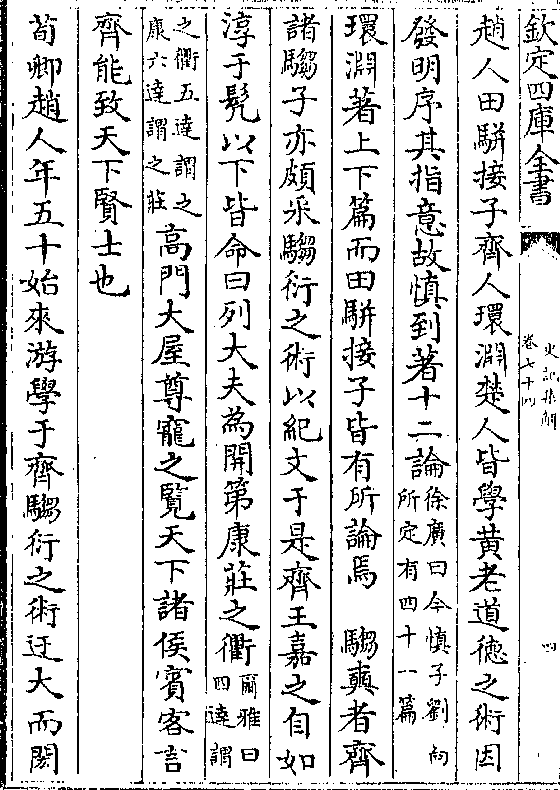 欽定四庫全書
史記集解
卷七十四
四
趙人田駢接子齊人環淵楚人皆學黄老道徳之術因
發明序其指意故慎到著十二論徐廣曰今慎子劉向所定有四十一篇
環淵著上下篇而田駢接子皆有所論焉　騶奭者齊
諸騶子亦頗采騶衍之術以紀文于是齊王嘉之自如
淳于髠以下皆命曰列大夫為開第康莊之衢爾雅曰四達謂
之衢五達謂之康六達謂之莊高門大屋尊寵之覽天下諸侯賓客言
齊能致天下賢士也
荀卿趙人年五十始來游學于齊騶衍之術迂大而閎